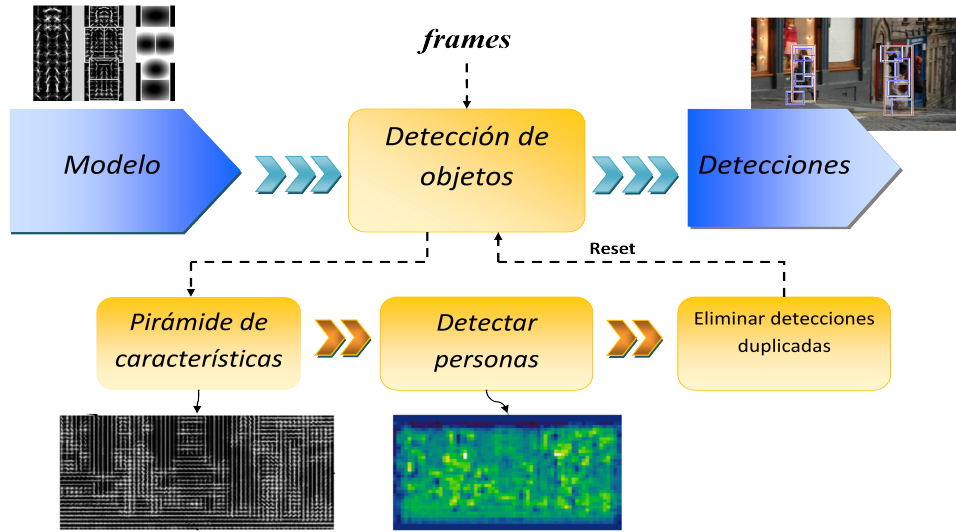 frames
Modelo
Detección de
objetos
Detecciones
Reset
Pirámide de
características
Detectar
personas
Eliminar detecciones
duplicadas